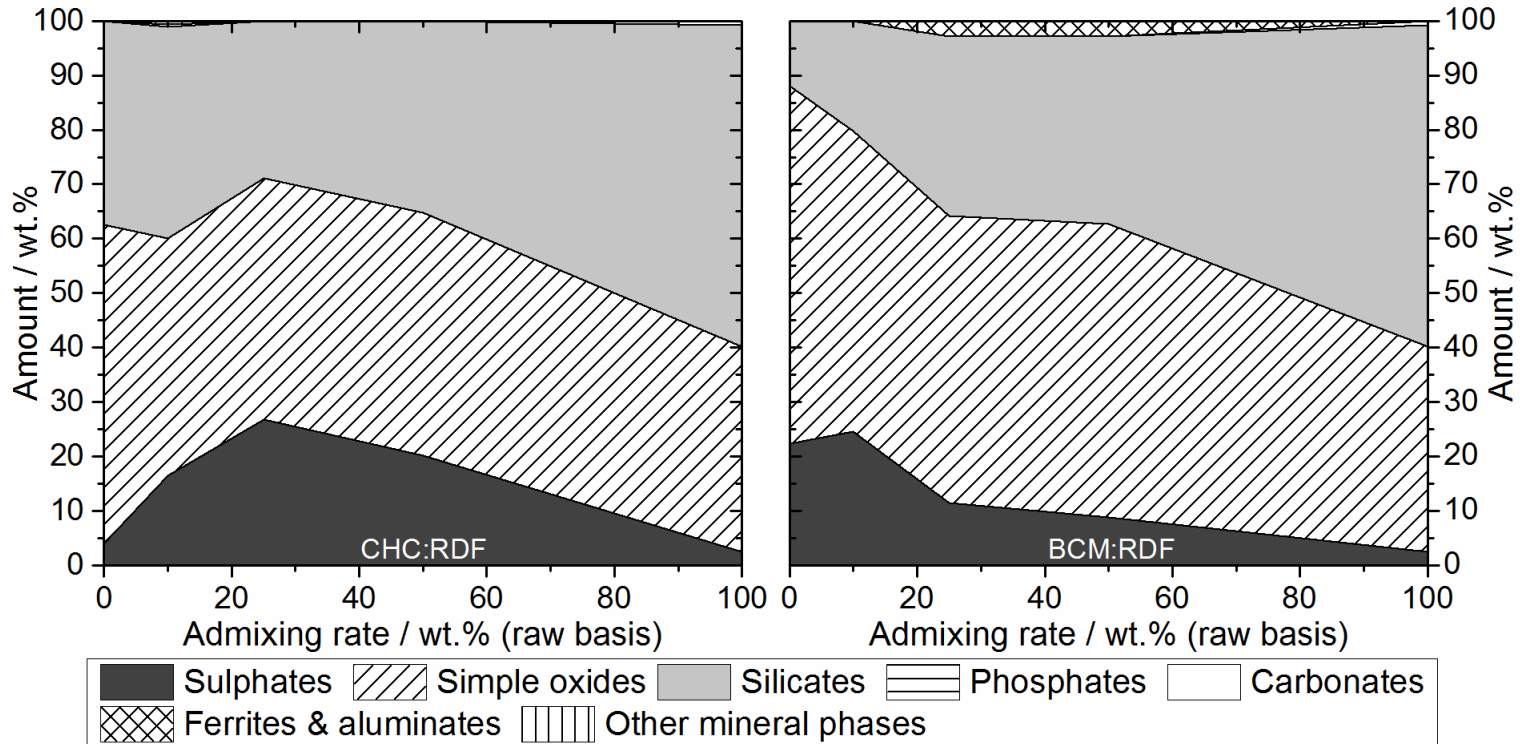 100
90
80
70
60
50
40
30
20
10
0
Amount / wt.%
CHC:RDF
0 20 40 60 80 100
Admixing rate / wt.% (raw basis)
BCM:RDF
0 20 40 60 80 100
Admixing rate / wt.% (raw basis)
100
90
80
70
60
50
40
30
20
10
0
Amount / wt.%
Sulphates Simple oxides Silicates Phosphates Carbonates
Ferrites & aluminates Other mineral phases